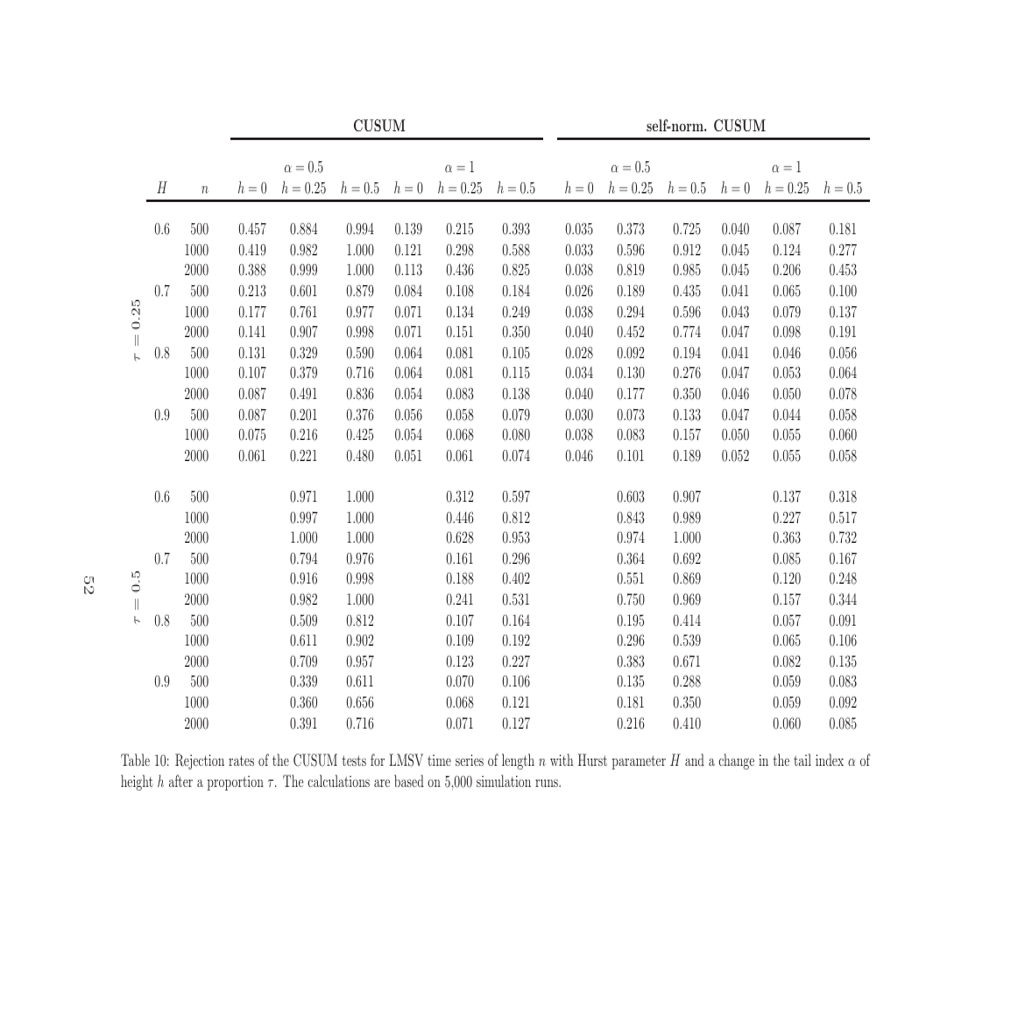 CUSUM self-norm. CUSUM
α = 0.5 α = 1 α = 0.5 α = 1
H n h = 0 h = 0.25 h = 0.5 h = 0 h = 0.25 h = 0.5 h = 0 h = 0.25 h = 0.5 h = 0 h = 0.25 h = 0.5
τ = 0.25
0.6 500 0.457 0.884 0.994 0.139 0.215 0.393 0.035 0.373 0.725 0.040 0.087 0.181
1000 0.419 0.982 1.000 0.121 0.298 0.588 0.033 0.596 0.912 0.045 0.124 0.277
2000 0.388 0.999 1.000 0.113 0.436 0.825 0.038 0.819 0.985 0.045 0.206 0.453
0.7 500 0.213 0.601 0.879 0.084 0.108 0.184 0.026 0.189 0.435 0.041 0.065 0.100
1000 0.177 0.761 0.977 0.071 0.134 0.249 0.038 0.294 0.596 0.043 0.079 0.137
2000 0.141 0.907 0.998 0.071 0.151 0.350 0.040 0.452 0.774 0.047 0.098 0.191
0.8 500 0.131 0.329 0.590 0.064 0.081 0.105 0.028 0.092 0.194 0.041 0.046 0.056
1000 0.107 0.379 0.716 0.064 0.081 0.115 0.034 0.130 0.276 0.047 0.053 0.064
2000 0.087 0.491 0.836 0.054 0.083 0.138 0.040 0.177 0.350 0.046 0.050 0.078
0.9 500 0.087 0.201 0.376 0.056 0.058 0.079 0.030 0.073 0.133 0.047 0.044 0.058
1000 0.075 0.216 0.425 0.054 0.068 0.080 0.038 0.083 0.157 0.050 0.055 0.060
2000 0.061 0.221 0.480 0.051 0.061 0.074 0.046 0.101 0.189 0.052 0.055 0.058
τ = 0.5
0.6 500 0.971 1.000 0.312 0.597 0.603 0.907 0.137 0.318
1000 0.997 1.000 0.446 0.812 0.843 0.989 0.227 0.517
2000 1.000 1.000 0.628 0.953 0.974 1.000 0.363 0.732
0.7 500 0.794 0.976 0.161 0.296 0.364 0.692 0.085 0.167
1000 0.916 0.998 0.188 0.402 0.551 0.869 0.120 0.248
2000 0.982 1.000 0.241 0.531 0.750 0.969 0.157 0.344
0.8 500 0.509 0.812 0.107 0.164 0.195 0.414 0.057 0.091
1000 0.611 0.902 0.109 0.192 0.296 0.539 0.065 0.106
2000 0.709 0.957 0.123 0.227 0.383 0.671 0.082 0.135
0.9 500 0.339 0.611 0.070 0.106 0.135 0.288 0.059 0.083
1000 0.360 0.656 0.068 0.121 0.181 0.350 0.059 0.092
2000 0.391 0.716 0.071 0.127 0.216 0.410 0.060 0.085
Table 10: Rejection rates of the CUSUM tests for LMSV time series of length n with Hurst parameter H and a change in the tail index α of
height h after a proportion τ. The calculations are based on 5,000 simulation runs.
52